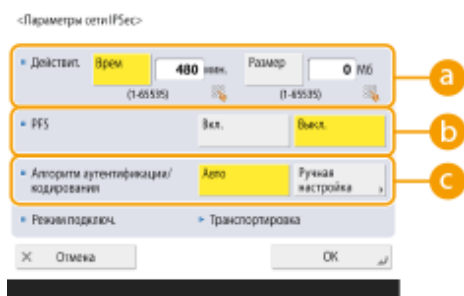 <Параметры сети IPSec>
Действит. Врем 480 мин. Размер 0 Мб
(1-65535) (1-65535)
a
PFS Вкл. Выкл.
b
Алгоритм аутентификации/
кодирования Авто Ручная
настройка
c
Режим подключ. Транспортировка
Отмена OK